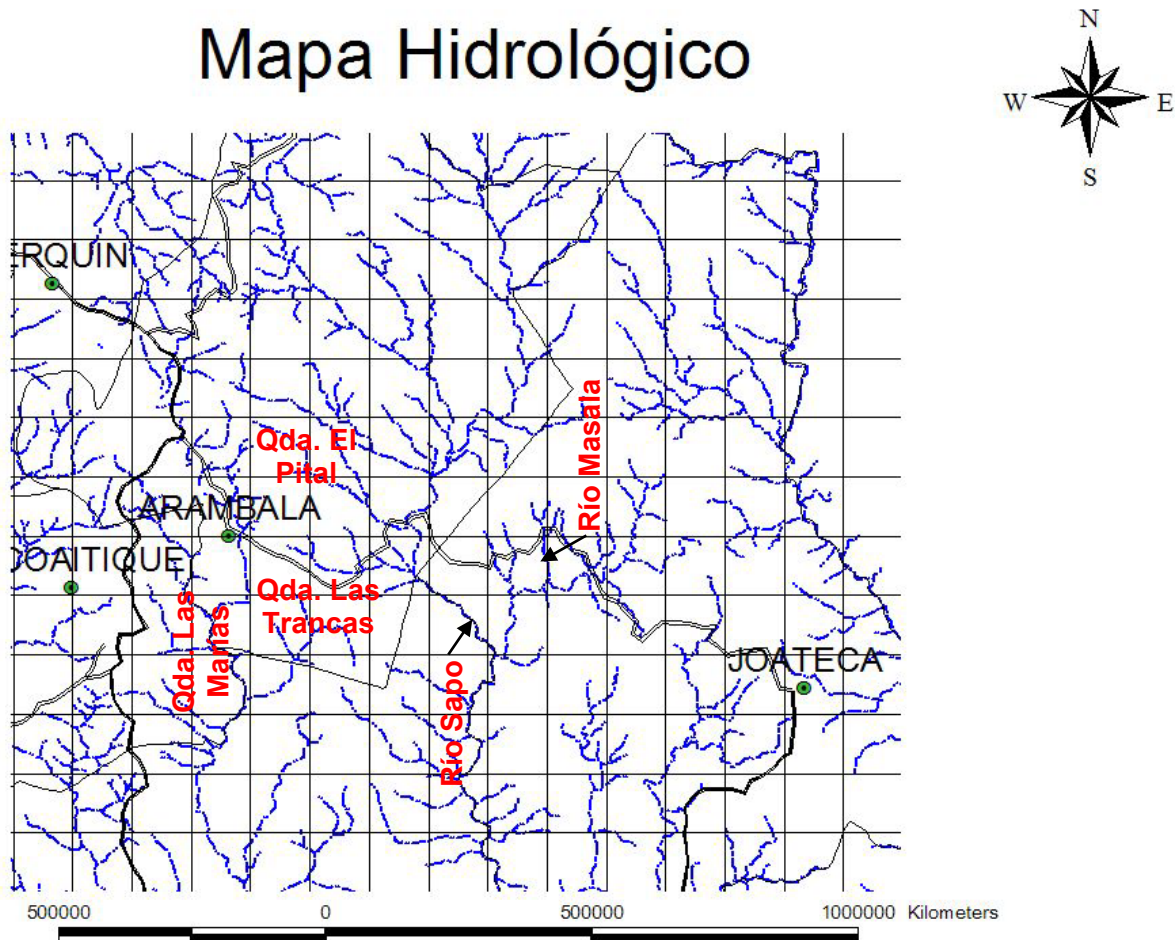 Mapa Hidrológico
N
W
E
S
ERQUIN
Qda. El
Pital
Río Masala
ARAMBALA
OAITIQUE
Qda. Las
Trancas
Qda. Las
Marías
Río Sapo
JOATECA
500000 0 500000 1000000 Kilometers